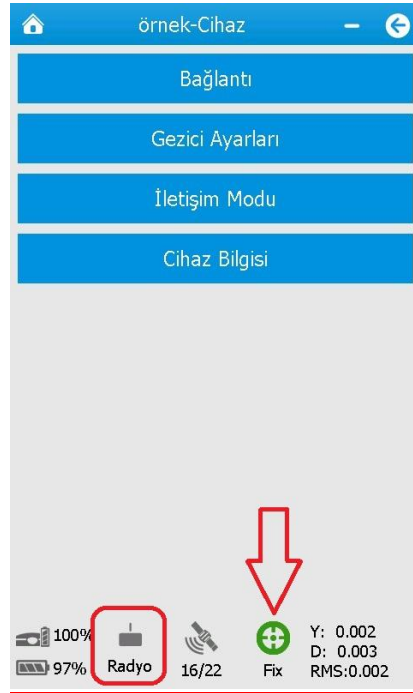 örnek-Cihaz
Bağlantı
Gezici Ayarları
İletişim Modu
Cihaz Bilgisi
100%
97%
Radyo
16/22
Fix
Y: 0.002
D: 0.003
RMS:0.002